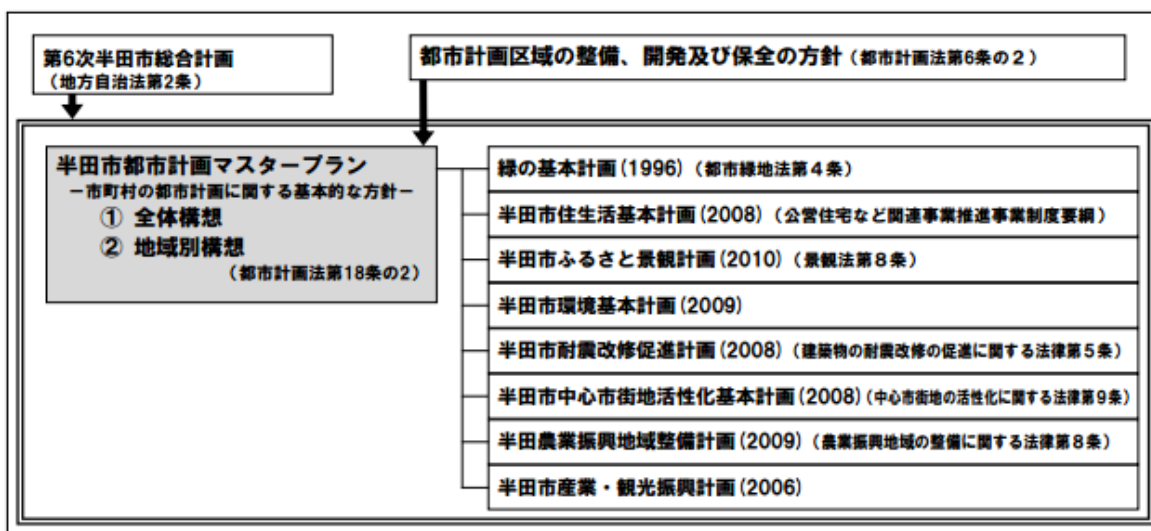 第6次半田市総合計画
(地方自治法第2条)
都市計画区域の整備、開発及び保全の方針(都市計画法第6条の2)
半田市都市計画マスタープラン
-市町村の都市計画に関する基本的な方針-
① 全体構想
② 地域別構想
(都市計画法第18条の2)
緑の基本計画(1996)(都市緑地法第4条)
半田市住生活基本計画(2008)(公営住宅など関連事業推進事業制度要綱)
半田市ふるさと景観計画(2010)(景観法第8条)
半田市環境基本計画(2009)
半田市耐震改修促進計画(2008)(建築物の耐震改修の促進に関する法律第5条)
半田市中心市街地活性化基本計画(2008)(中心市街地の活性化に関する法律第9条)
半田農業振興地域整備計画(2009)(農業振興地域の整備に関する法律第8条)
半田市産業・観光振興計画(2006)